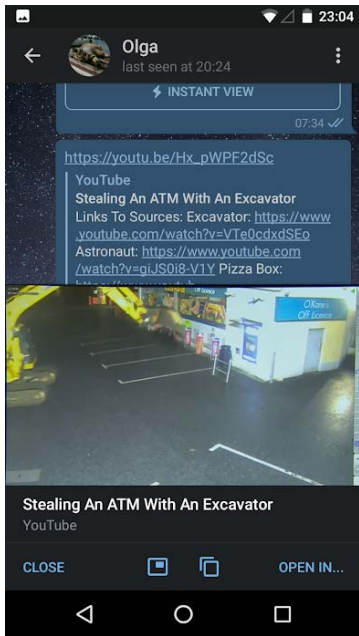 23:04
Olga
last seen at 20:24
INSTANT VIEW
07:34
https://youtu.be/Hx_pWPF2dSc
YouTube
Stealing An ATM With An Excavator
Links To Sources: Excavator: https://www
.youtube.com/watch?v=VTe0cdxdSEo
Astronaut: https://www.youtube.com
/watch?v=giJS0i8-V1Y Pizza Box:
O'Kane's
Off Licence
Stealing An ATM With An Excavator
YouTube
CLOSE
OPEN IN...